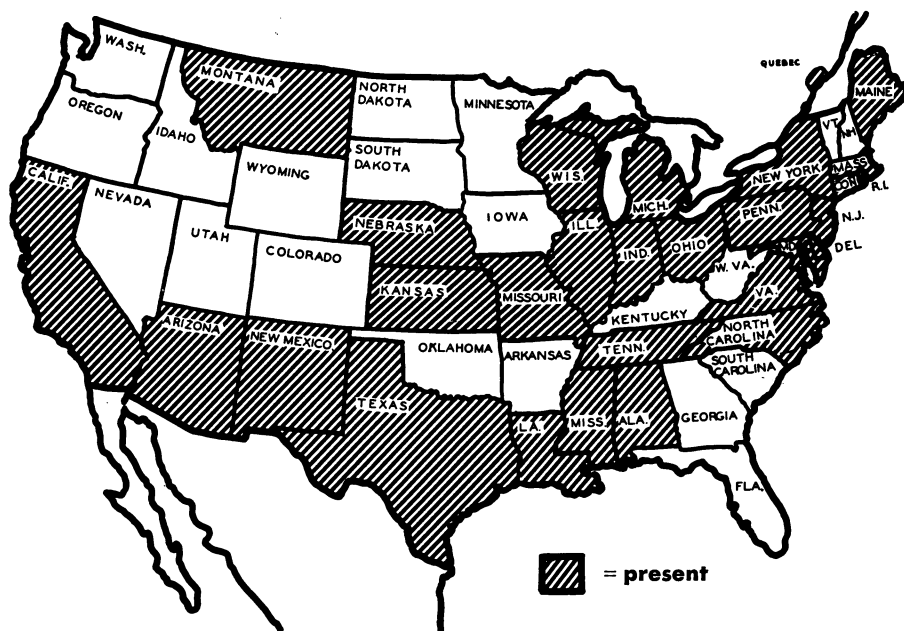 WASH.
MONTANA
NORTH
DAKOTA
MINNESOTA
QUEBEC
MAINE
OREGON
IDAHO
VT.
NH.
SOUTH
DAKOTA
WIS.
MICH.
NEW YORK
MASS.
CON.
R.I.
CALIF.
NEVADA
WYOMING
NEBRASKA
IOWA
ILL.
IND.
OHIO
PENN.
N.J.
UTAH
COLORADO
KANSAS
MISSOURI
W. VA.
MD.
DEL
VA.
KENTUCKY
ARIZONA
NEW MEXICO.
OKLAHOMA
ARKANSAS
TENN.
NORTH
CAROLINA
SOUTH
CAROLINA
TEXAS
LA.
MISS.
ALA.
GEORGIA
FLA.
= present